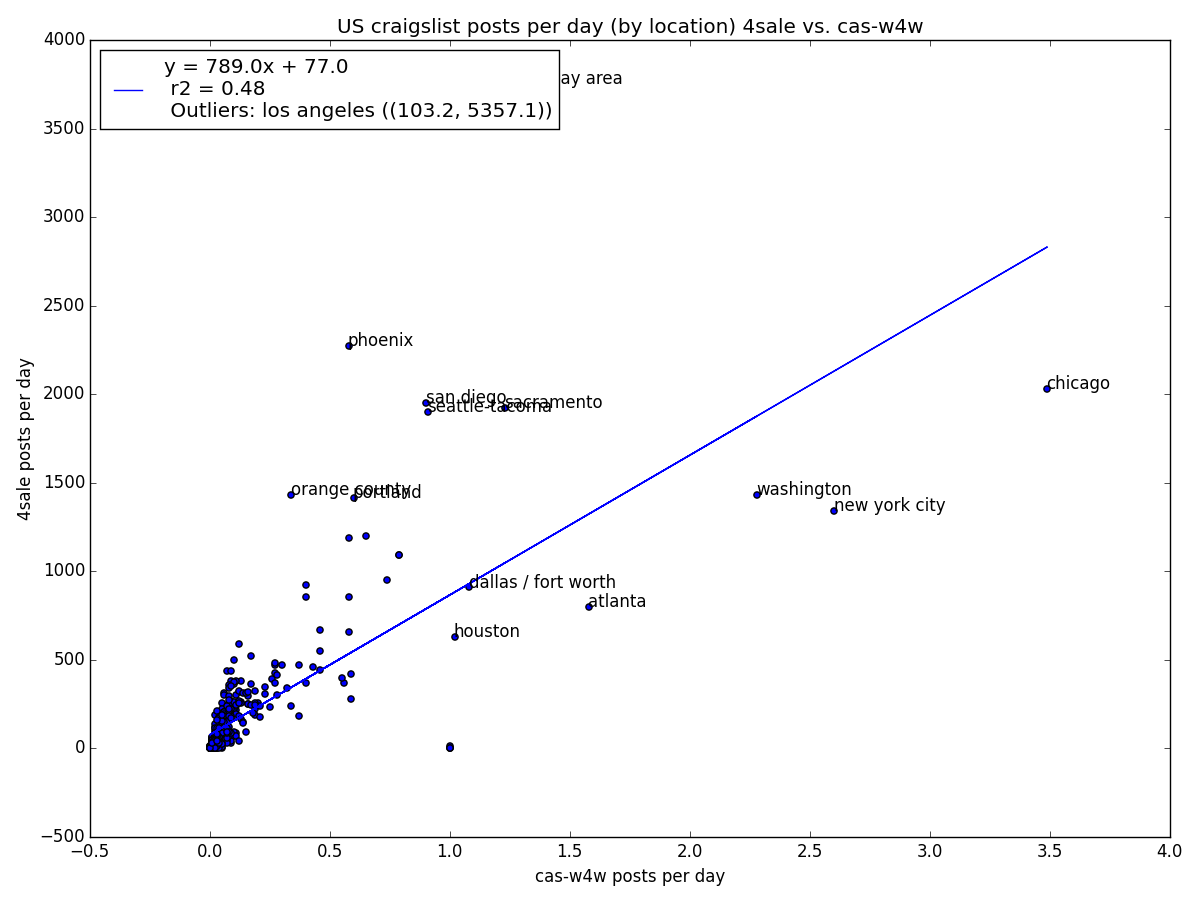 US craigslist posts per day (by location) 4sale vs. cas-w4w
y = 789.0x + 77.0
r2 = 0.48
Outliers: los angeles ((103.2, 5357.1))
ay area
4000
3500
3000
2500
2000
1500
1000
500
0
−500
4sale posts per day
phoenix
san diego
seattle-tacoma
sacramento
chicago
orange county
portland
washington
new york city
dallas / fort worth
atlanta
houston
−0.5
0.0
0.5
1.0
1.5
2.0
2.5
3.0
3.5
4.0
cas-w4w posts per day